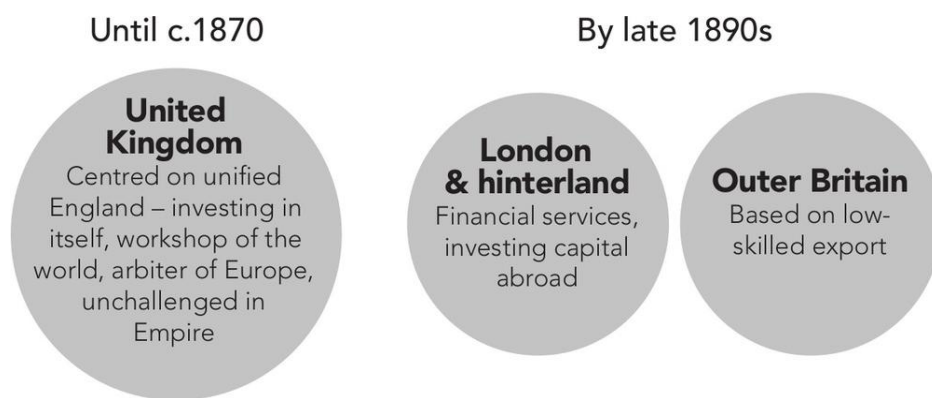 Until c.1870
United
Kingdom
Centred on unified
England – investing in
itself, workshop of the
world, arbiter of Europe,
unchallenged in
Empire
By late 1890s
London
& hinterland
Financial services,
investing capital
abroad
Outer Britain
Based on low-
skilled export